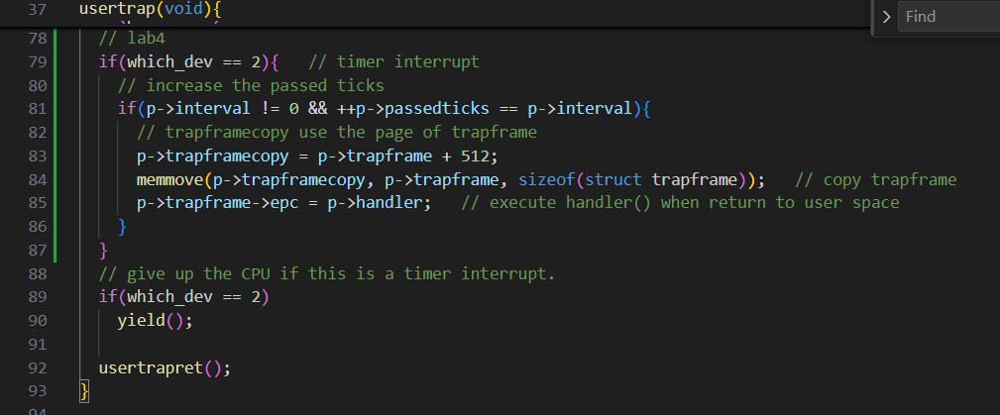 37 usertrap(void){
> Find
78 // lab4
79 if(which_dev == 2){ // timer interrupt
80 // increase the passed ticks
81 if(p->interval != 0 && ++p->passedticks == p->interval){
82 // trapframecopy use the page of trapframe
83 p->trapframecopy = p->trapframe + 512;
84 memmove(p->trapframecopy, p->trapframe, sizeof(struct trapframe)); // copy trapframe
85 p->trapframe->epc = p->handler; // execute handler() when return to user space
86 }
87 }
88 // give up the CPU if this is a timer interrupt.
89 if(which_dev == 2)
90 yield();
91
92 usertrapret();
93 }
94